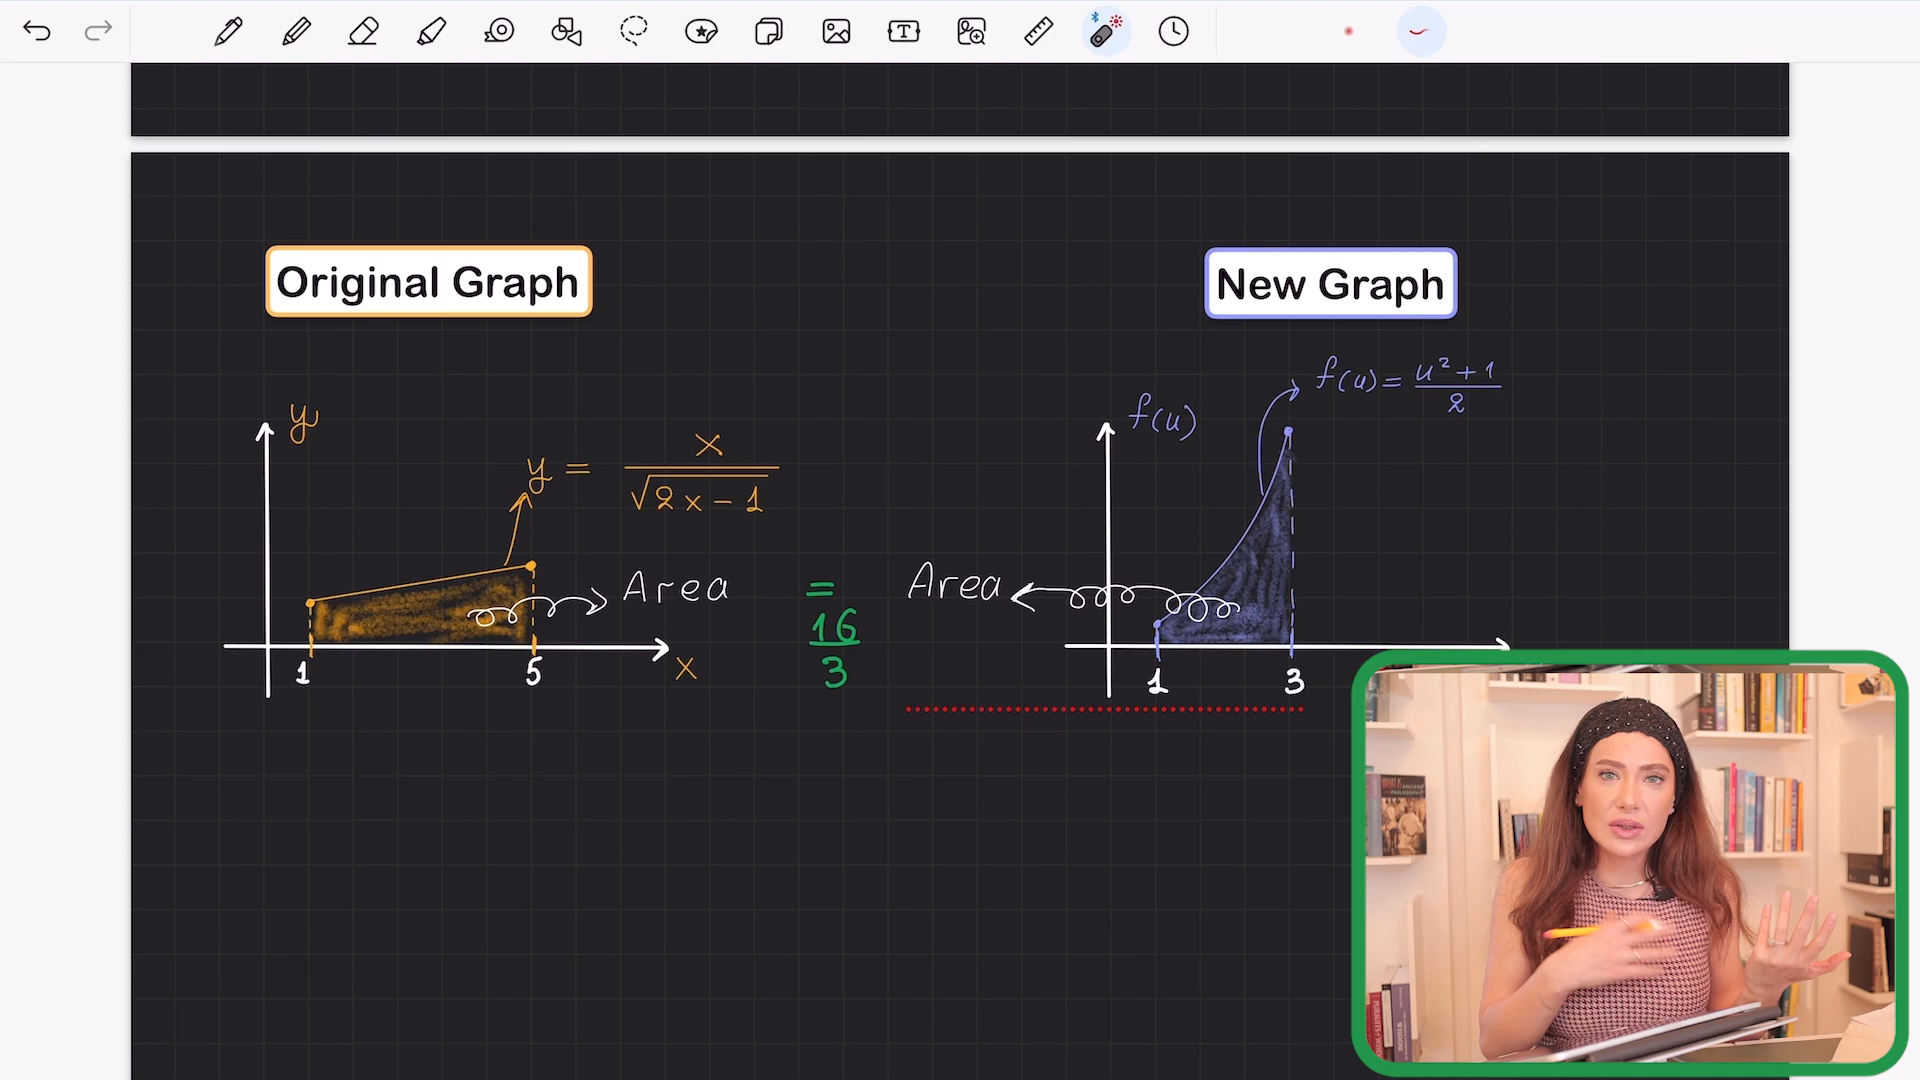 Original Graph
New Graph
y
y = x / √2x - 1
Area
1
5
x
= 16/3
f(u)
f(u) = u² + 1 / 2
Area
1
3